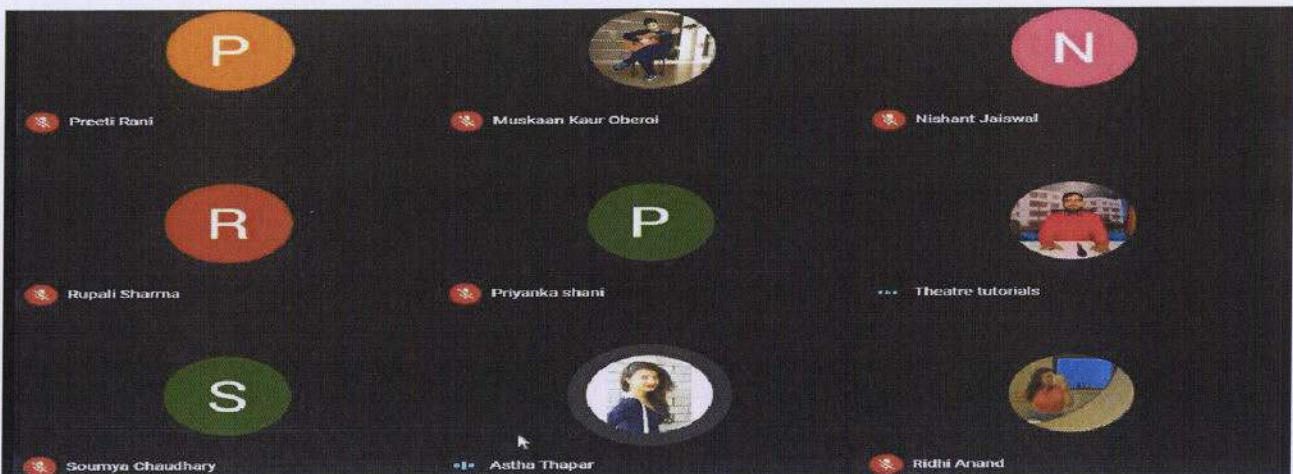 P
N
Preeti Rani
Muskaan Kaur Oberoi
Nishant Jaiswal
R
P
Rupali Sharma
Priyanka shani
Theatre tutorials
S
Soumya Chaudhary
Astha Thapar
Ridhi Anand